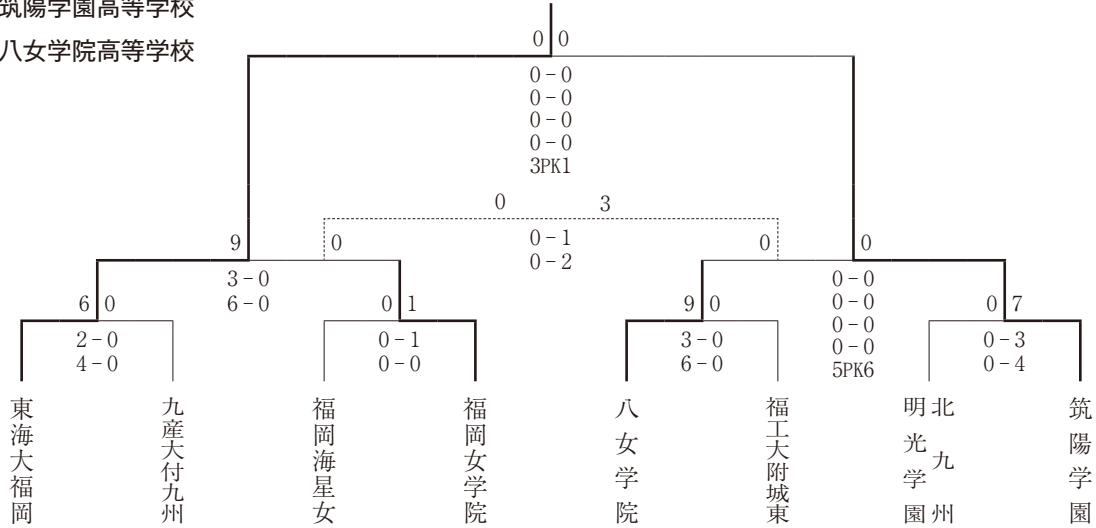 筑陽学園高等学校
八女学院高等学校
0 0
0-0
0-0
0-0
0-0
3PK1
0 3
0-1
0-2
9 0
3-0
6-0
0 0
0-0
0-0
0-0
0-0
5PK6
6 0
2-0
4-0
0 1
0-1
0-0
9 0
3-0
6-0
0 7
0-3
0-4
東海大福岡
九産大付九州
福岡海星女
福岡女学院
八女学院
福工大附城東
北九州
明光学園
筑陽学園